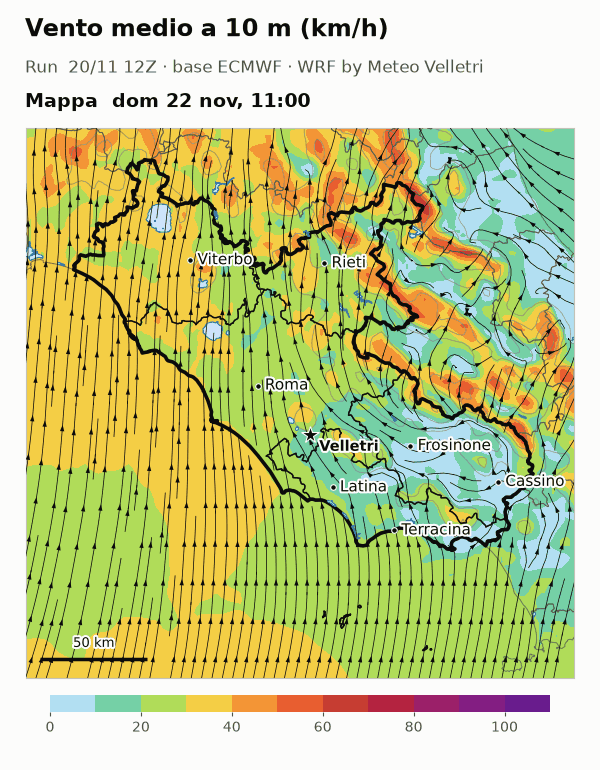 Vento medio a 10 m (km/h)
Run 20/11 12Z · base ECMWF · WRF by Meteo Velletri
Mappa dom 22 nov, 11:00
Viterbo
Rieti
Roma
Velletri
Frosinone
Cassino
Latina
Terracina
50 km
0 20 40 60 80 100